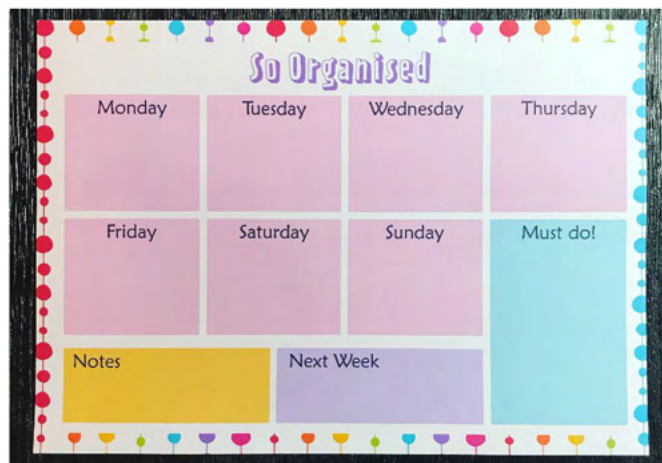 So Organised
Monday Tuesday Wednesday Thursday
Friday Saturday Sunday Must do!
Notes Next Week